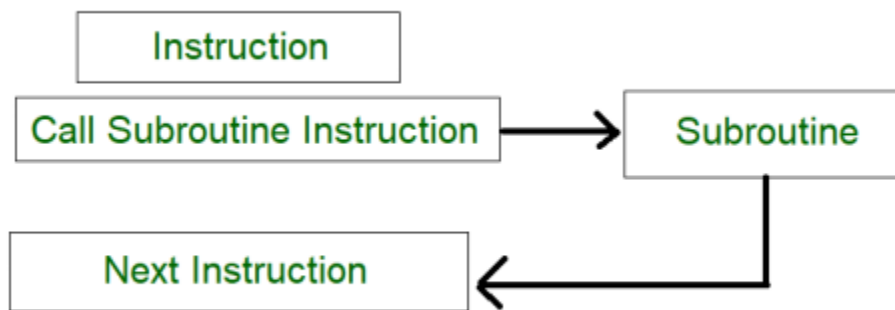 Instruction
Call Subroutine Instruction
Subroutine
Next Instruction